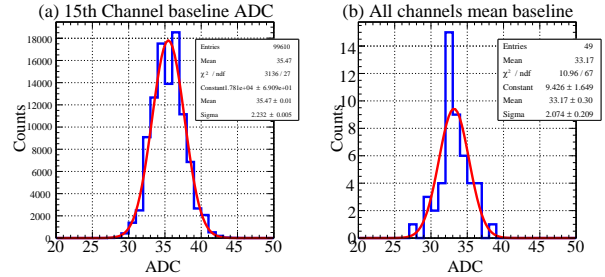 (a) 15th Channel baseline ADC
Counts
18000
16000
14000
12000
10000
8000
6000
4000
2000
0
20 25 30 35 40 45 50
ADC
Entries 99610
Mean 35.47
χ² / ndf 3136 / 27
Constant 1.781e+04 ± 6.909e+01
Mean 35.47 ± 0.01
Sigma 2.232 ± 0.005
(b) All channels mean baseline
Counts
14
12
10
8
6
4
2
0
20 25 30 35 40 45 50
ADC
Entries 49
Mean 33.17
χ² / ndf 10.96 / 67
Constant 9.426 ± 1.649
Mean 33.17 ± 0.30
Sigma 2.074 ± 0.209